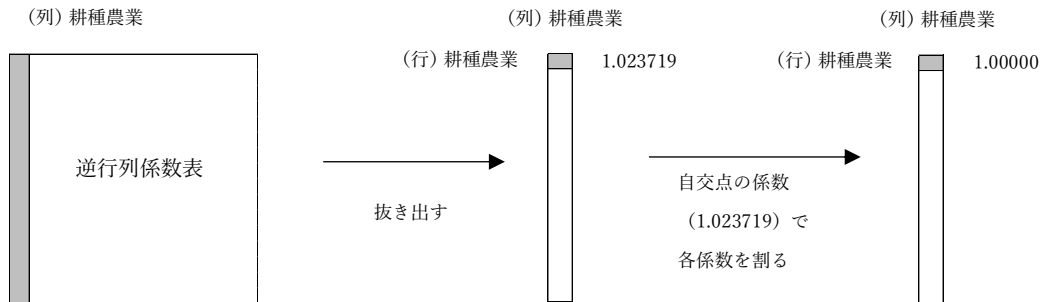 (列) 耕種農業
(列) 耕種農業
(列) 耕種農業
(行) 耕種農業
1.023719
(行) 耕種農業
1.00000
逆行列係数表
抜き出す
自交点の係数
（1.023719）で
各係数を割る